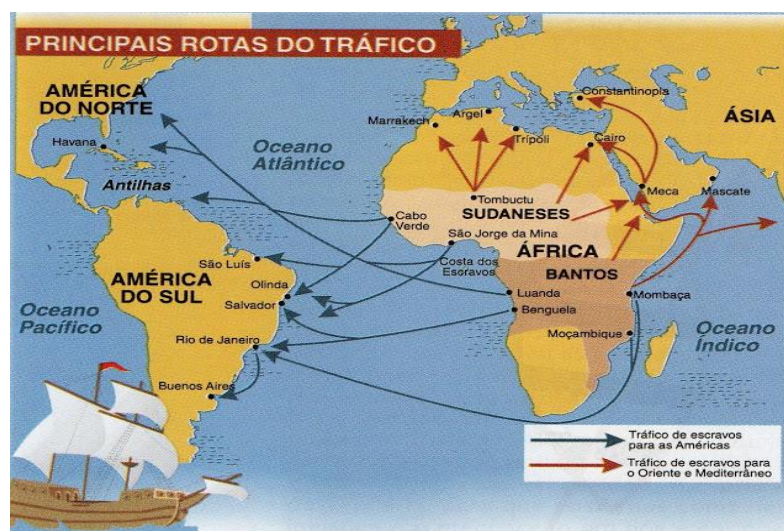 PRINCIPAIS ROTAS DO TRÁFICO
AMÉRICA
DO NORTE
Havana
Antilhas
Oceano
Atlântico
Constantinopla
Argel
Marrakech
Trípoli
Cairo
ÁSIA
Meca
Mascate
Tombuctu
SUDANESES
Cabo
Verde
São Jorge da Mina
ÁFRICA
Costa dos
Escravos
BANTOS
São Luís
AMÉRICA
DO SUL
Olinda
Salvador
Luanda
Benguela
Mombaça
Oceano
Pacífico
Oceano
Índico
Rio de Janeiro
Moçambique
Buenos Aires
Tráfico de escravos
para as Américas
Tráfico de escravos para
o Oriente e Mediterrâneo